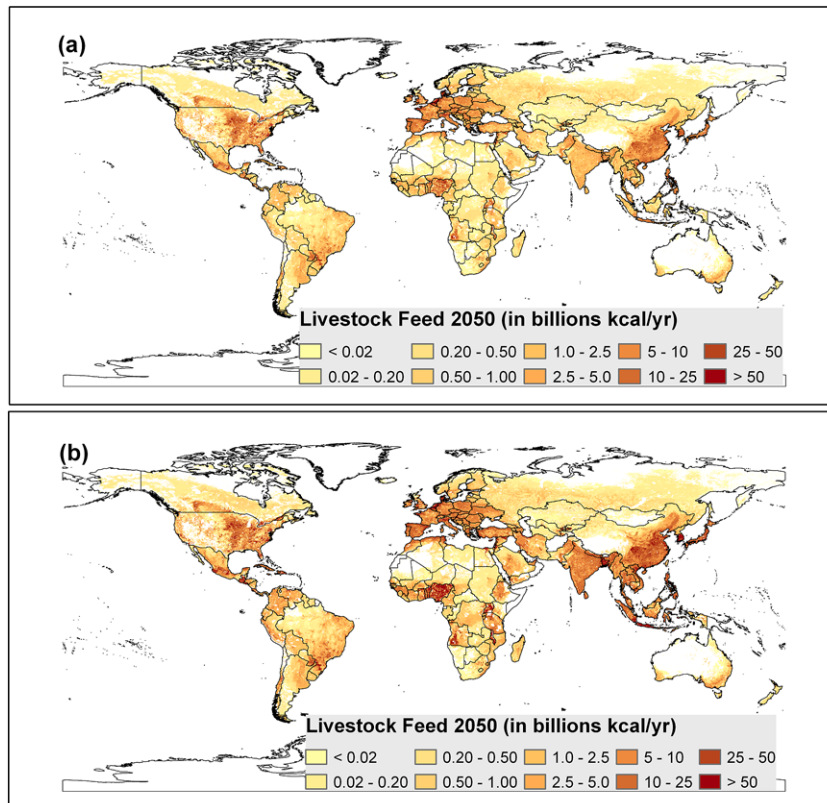 (a)
Livestock Feed 2050 (in billions kcal/yr)
< 0.02 0.20 - 0.50 1.0 - 2.5 5 - 10 25 - 50
0.02 - 0.20 0.50 - 1.00 2.5 - 5.0 10 - 25 > 50
(b)
Livestock Feed 2050 (in billions kcal/yr)
< 0.02 0.20 - 0.50 1.0 - 2.5 5 - 10 25 - 50
0.02 - 0.20 0.50 - 1.00 2.5 - 5.0 10 - 25 > 50